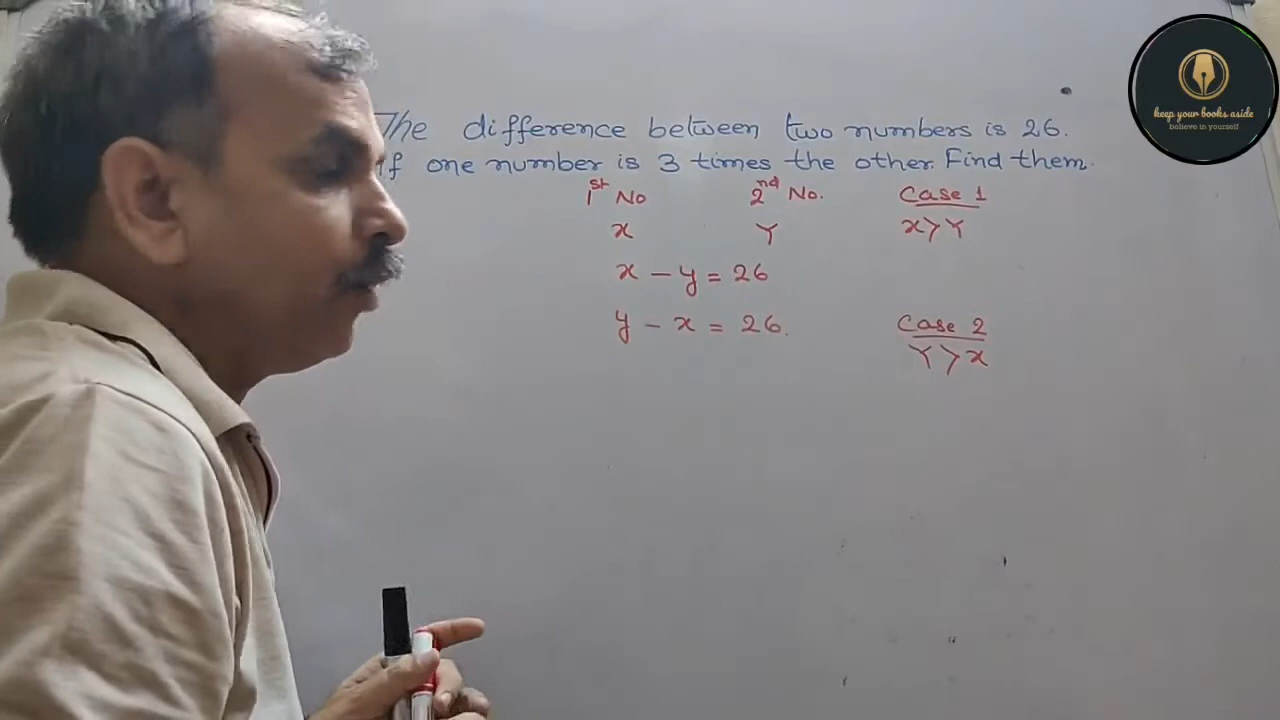 The difference between two numbers is 26.
If one number is 3 times the other. Find them.
1st No 2nd No. Case 1
x Y x>Y
x - y = 26
y - x = 26. Case 2
Y>x
keep your books aside
believe in yourself